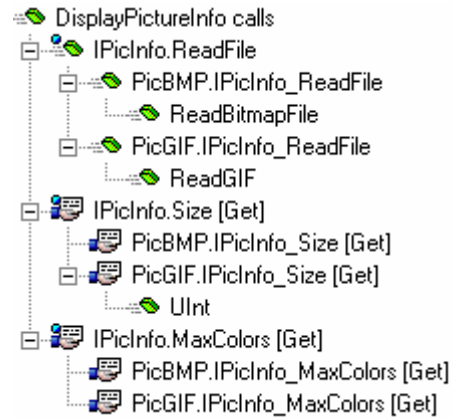 DisplayPictureInfo calls
IPicInfo.ReadFile
PicBMP.IPicInfo_ReadFile
ReadBitmapFile
PicGIF.IPicInfo_ReadFile
ReadGIF
IPicInfo.Size [Get]
PicBMP.IPicInfo_Size [Get]
PicGIF.IPicInfo_Size [Get]
UInt
IPicInfo.MaxColors [Get]
PicBMP.IPicInfo_MaxColors [Get]
PicGIF.IPicInfo_MaxColors [Get]